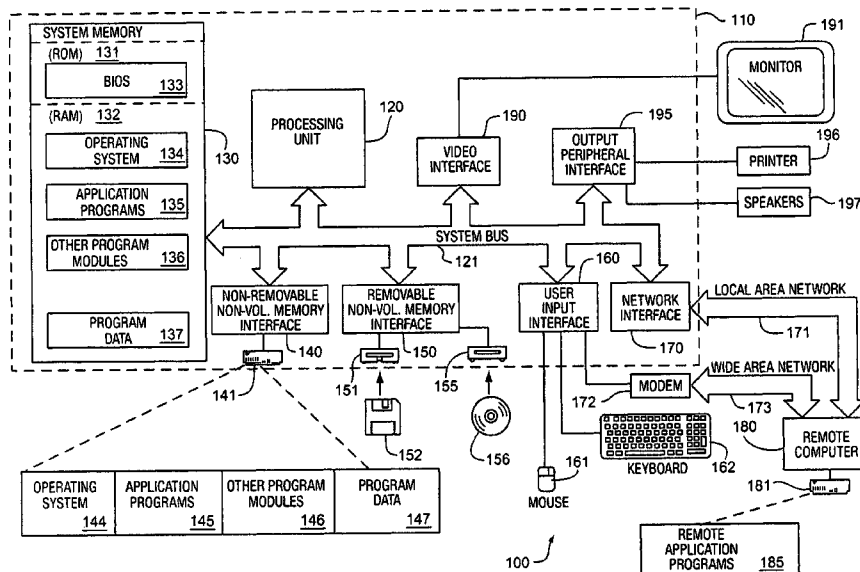 SYSTEM MEMORY
(ROM) 131
BIOS 133
(RAM) 132
OPERATING
SYSTEM 134
APPLICATION
PROGRAMS 135
OTHER PROGRAM
MODULES 136
PROGRAM
DATA 137
130
PROCESSING
UNIT
120
VIDEO
INTERFACE
190
OUTPUT
PERIPHERAL
INTERFACE
195
110
191
MONITOR
PRINTER
196
SPEAKERS
197
SYSTEM BUS
121
NON-REMOVABLE
NON-VOL. MEMORY
INTERFACE
140
REMOVABLE
NON-VOL. MEMORY
INTERFACE
150
USER
INPUT
INTERFACE
160
NETWORK
INTERFACE
170
LOCAL AREA NETWORK
171
WIDE AREA NETWORK
173
MODEM
172
141
151
152
155
156
MOUSE
161
KEYBOARD
162
180
REMOTE
COMPUTER
181
OPERATING
SYSTEM 144
APPLICATION
PROGRAMS 145
OTHER PROGRAM
MODULES 146
PROGRAM
DATA 147
100
REMOTE
APPLICATION
PROGRAMS 185